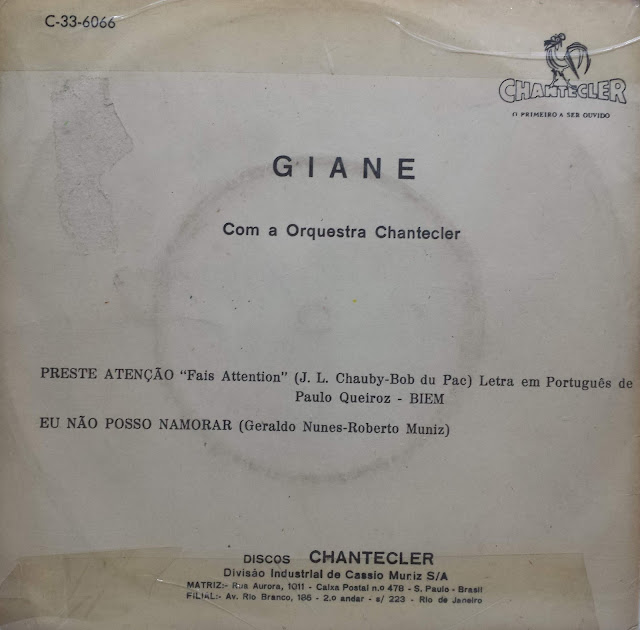 C-33-6066
CHANTECLER
O PRIMEIRO A SER OUVIDO
GIANE
Com a Orquestra Chantecler
PRESTE ATENÇÃO "Fais Attention" (J. L. Chauby-Bob du Pac) Letra em Português de
Paulo Queiroz - BIEM
EU NÃO POSSO NAMORAR (Geraldo Nunes-Roberto Muniz)
DISCOS CHANTECLER
Divisão Industrial de Cassio Muniz S/A
MATRIZ:- Rua Aurora, 1011 - Caixa Postal n.o 478 - S. Paulo - Brasil
FILIAL:- Av. Rio Branco, 186 - 2.o andar - s/ 223 - Rio de Janeiro